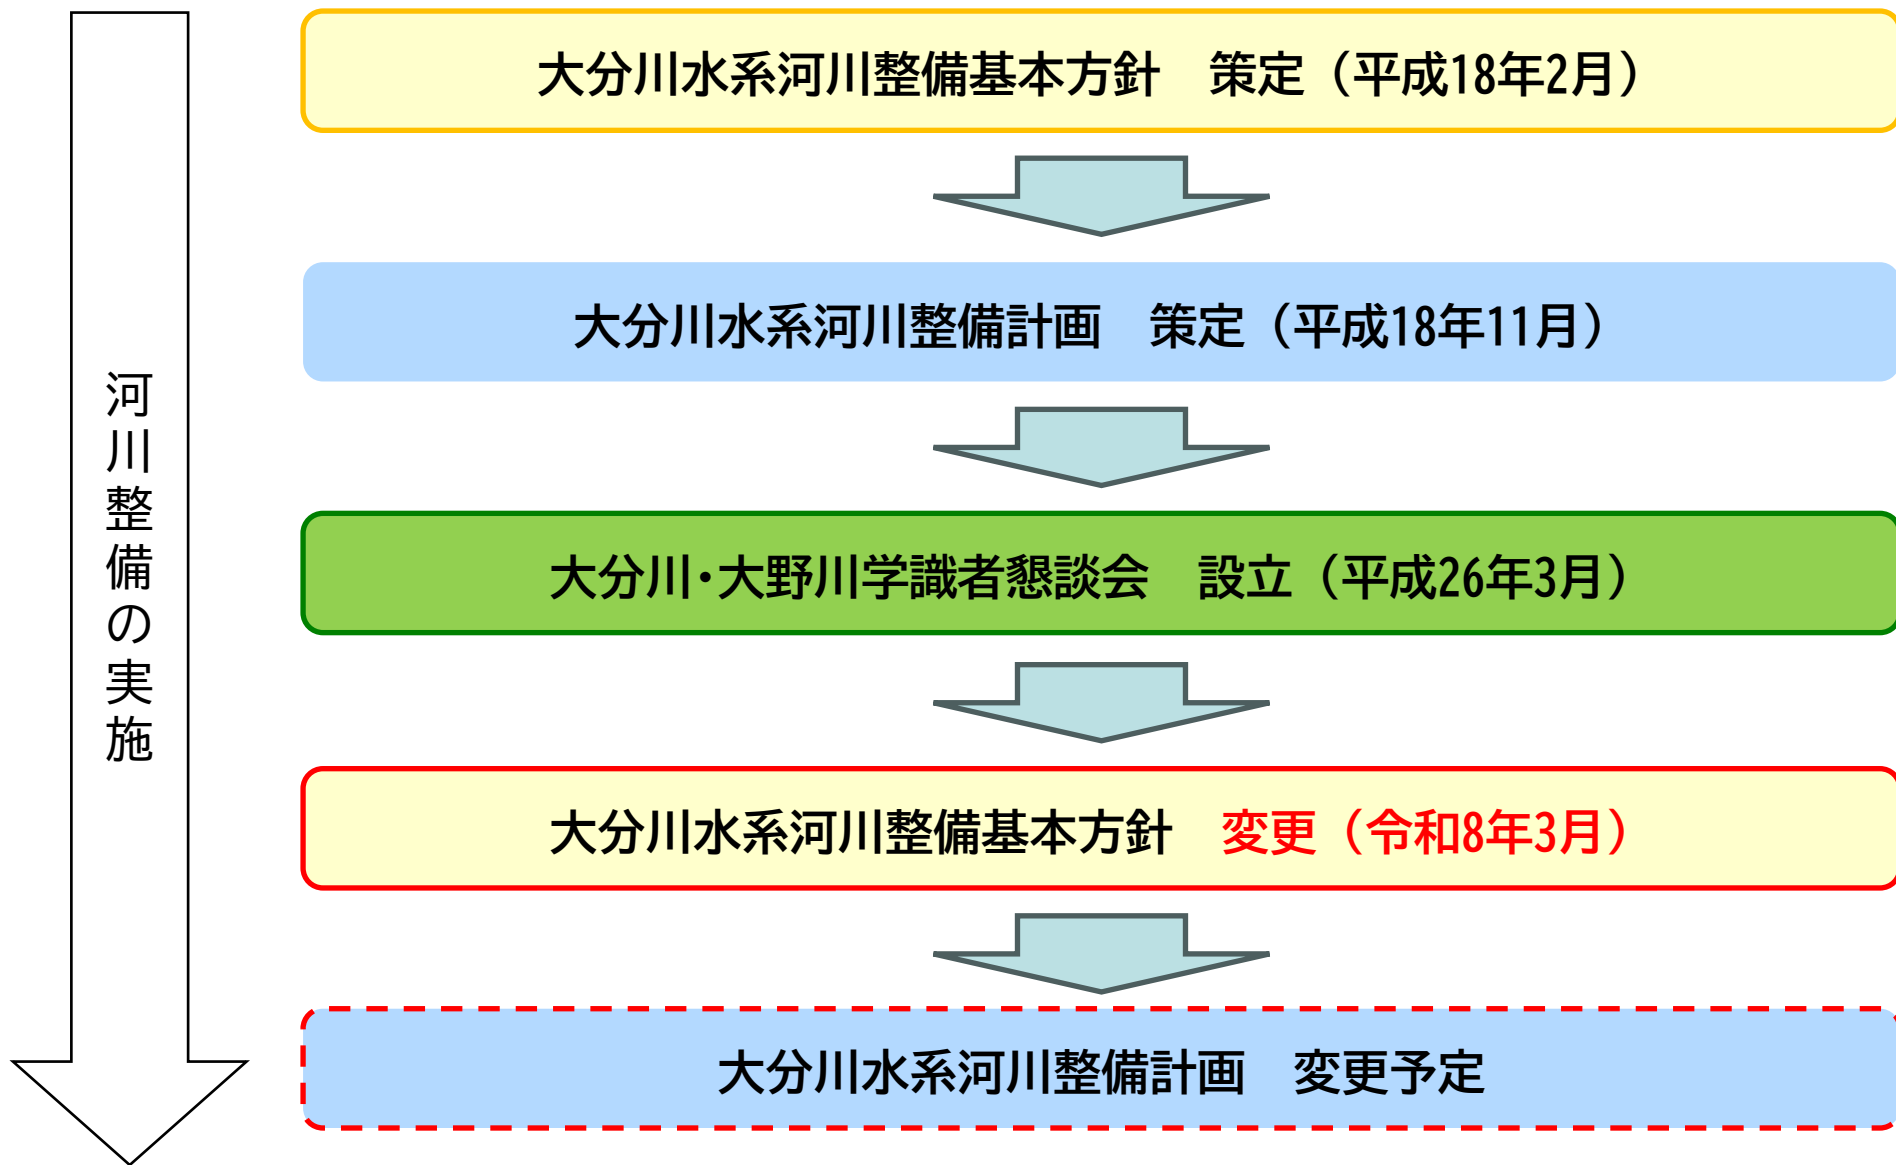 大分川水系河川整備基本方針　策定（平成18年2月）
大分川水系河川整備計画　策定（平成18年11月）
大分川・大野川学識者懇談会　設立（平成26年3月）
大分川水系河川整備基本方針　変更（令和8年3月）
大分川水系河川整備計画　変更予定
河川整備の実施